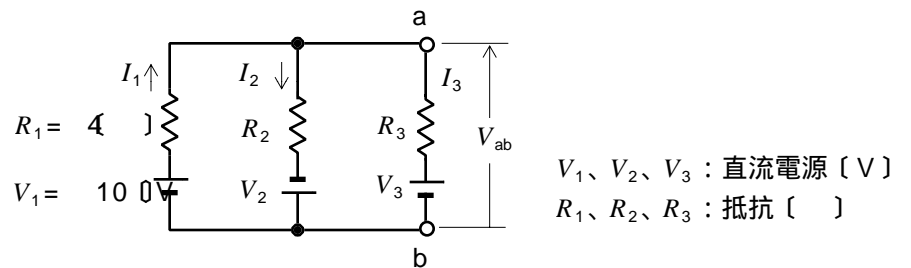 a
I₁ I₂ I₃
R₁= 4〔 〕 R₂ R₃ Vab
V₁= 10〔V V₂ V₃
V₁、V₂、V₃：直流電源〔V〕
R₁、R₂、R₃：抵抗〔 〕
b